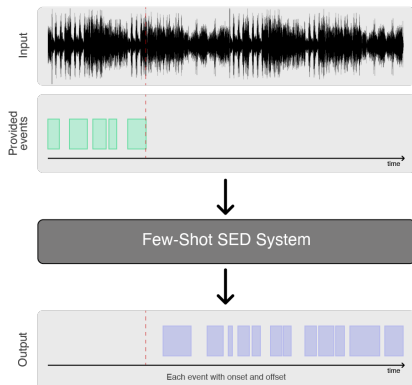 Input
Provided
events
time
Few-Shot SED System
Output
time
Each event with onset and offset